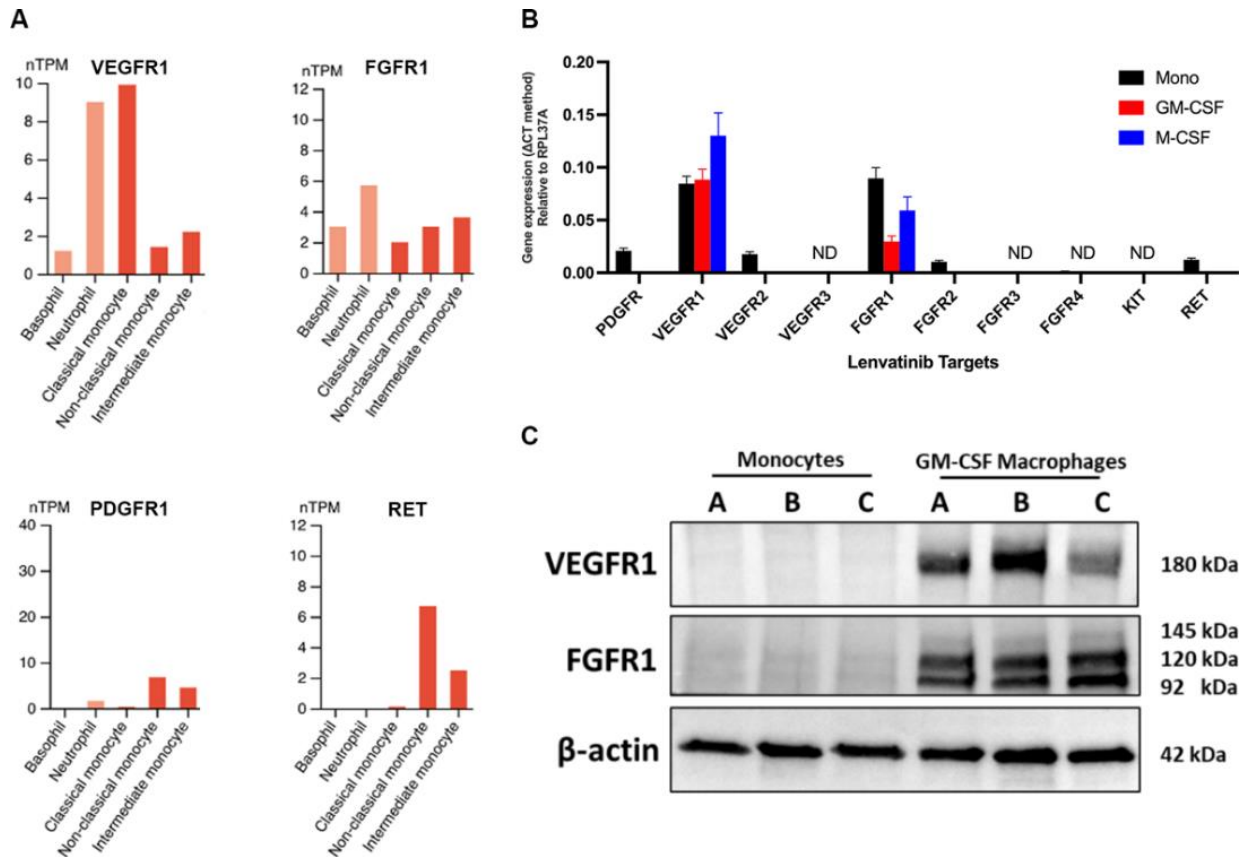 A
nTPM
VEGFR1
10
8
6
4
2
0
Basophil
Neutrophil
Classical monocyte
Non-classical monocyte
Intermediate monocyte
nTPM
FGFR1
12
10
8
6
4
2
0
Basophil
Neutrophil
Classical monocyte
Non-classical monocyte
Intermediate monocyte
nTPM
PDGFR1
40
30
20
10
0
Basophil
Neutrophil
Classical monocyte
Non-classical monocyte
Intermediate monocyte
nTPM
RET
12
10
8
6
4
2
0
Basophil
Neutrophil
Classical monocyte
Non-classical monocyte
Intermediate monocyte
B
Gene expression (ΔCT method)
Relative to RPL37A
0.20
0.15
0.10
0.05
0.00
Mono
GM-CSF
M-CSF
ND
ND
ND
ND
PDGFR
VEGFR1
VEGFR2
VEGFR3
FGFR1
FGFR2
FGFR3
FGFR4
KIT
RET
Lenvatinib Targets
C
Monocytes
GM-CSF Macrophages
A B C A B C
VEGFR1
180 kDa
FGFR1
145 kDa
120 kDa
92 kDa
β-actin
42 kDa